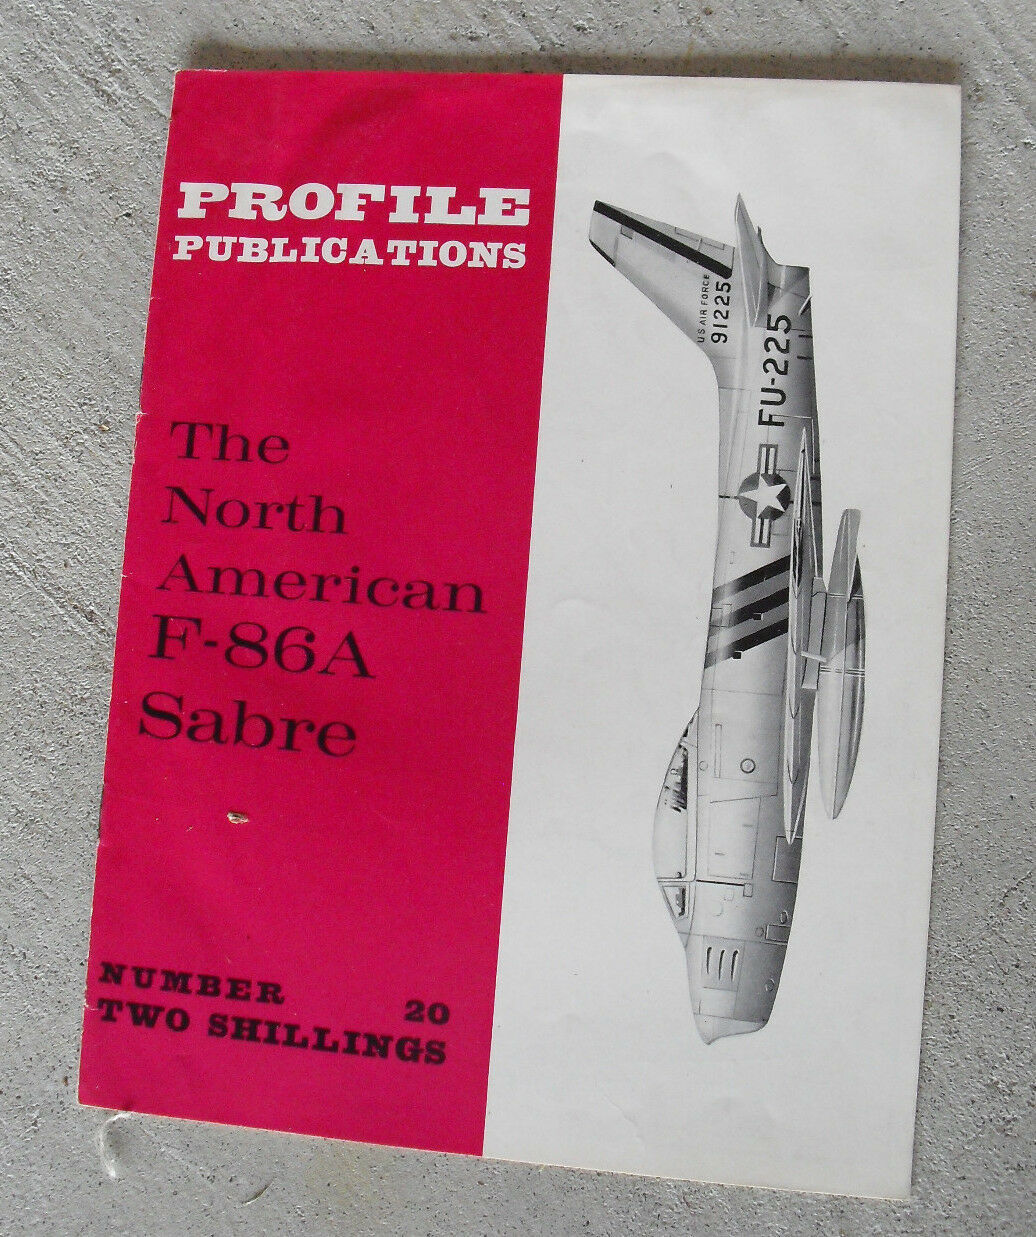 PROFILE
PUBLICATIONS
The
North
American
F-86A
Sabre
NUMBER 20
TWO SHILLINGS
US AIR FORCE
91225
FU-225